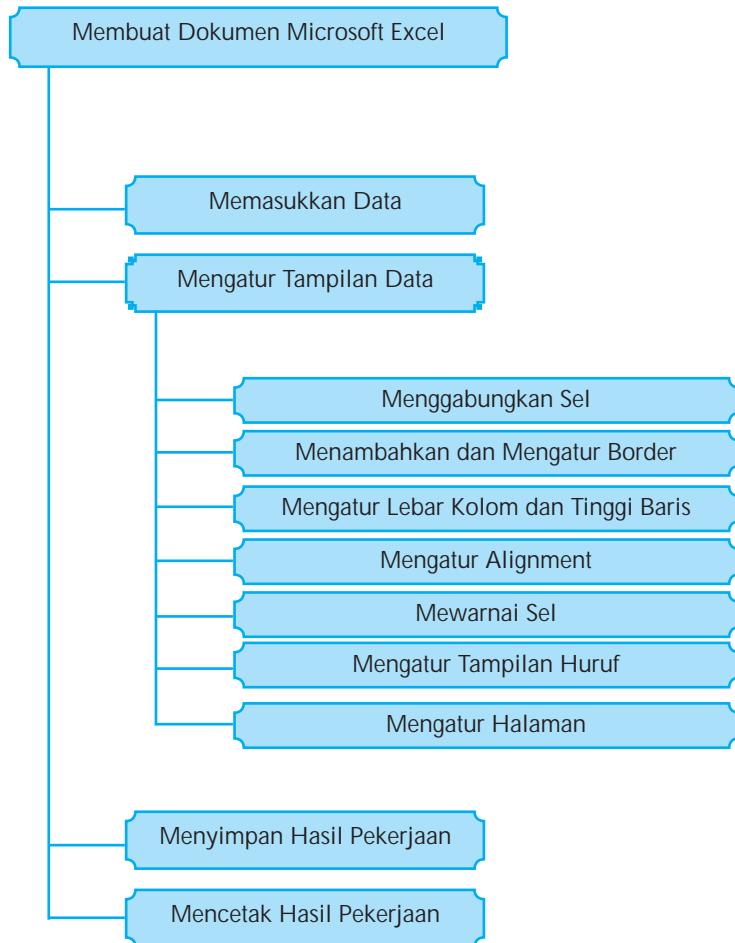 Membuat Dokumen Microsoft Excel
Memasukkan Data
Mengatur Tampilan Data
Menggabungkan Sel
Menambahkan dan Mengatur Border
Mengatur Lebar Kolom dan Tinggi Baris
Mengatur Alignment
Mewarnai Sel
Mengatur Tampilan Huruf
Mengatur Halaman
Menyimpan Hasil Pekerjaan
Mencetak Hasil Pekerjaan